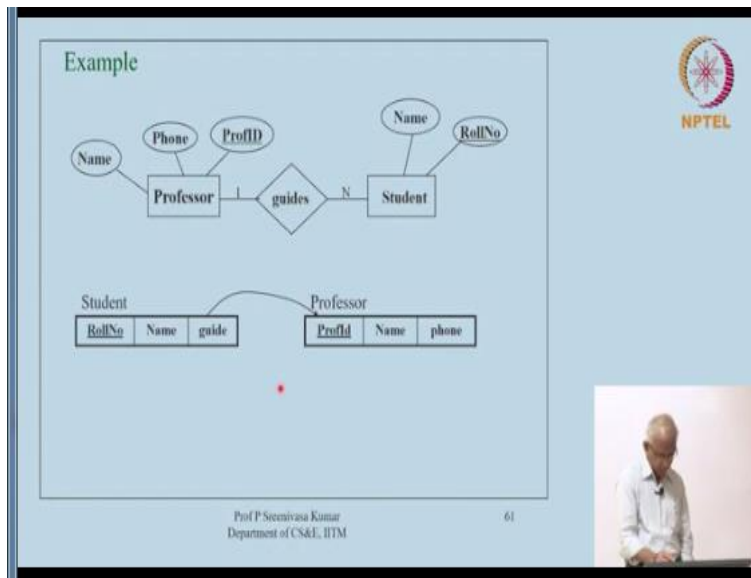 Example
NPTEL
Name
Phone
ProfID
Name
RollNo
Professor
1
guides
N
Student
Student
Professor
RollNo Name guide
ProfId Name phone
Prof P Sreenivasa Kumar
Department of CS&E, IITM
61